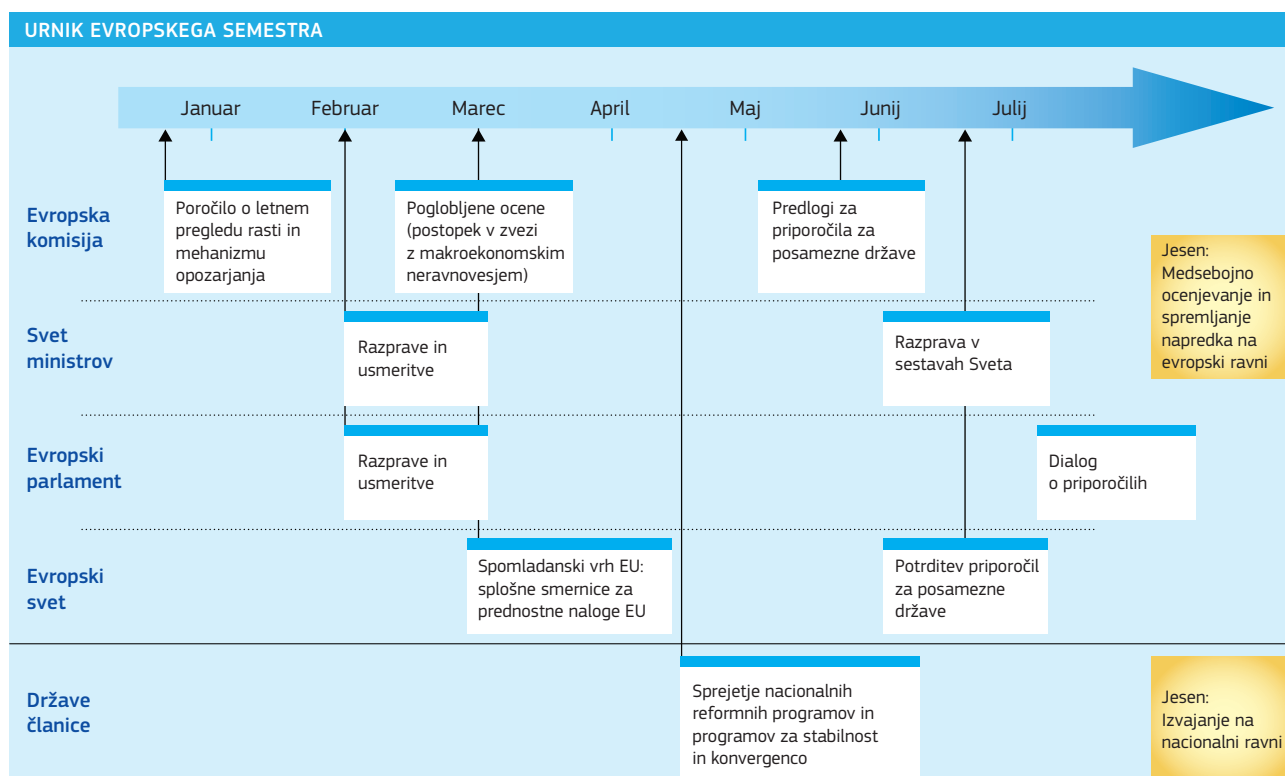 URNIK EVROPSKEGA SEMESTRA
Januar
Februar
Marec
April
Maj
Junij
Julij
Evropska
komisija
Poročilo o letnem
pregledu rasti in
mehanizmu
opozarjanja
Poglobljene ocene
(postopek v zvezi
z makroekonomskim
neravnovesjem)
Predlogi za
priporočila za
posamezne države
Jesen:
Medsebojno
ocenjevanje in
spremljanje
napredka na
evropski ravni
Svet
ministrov
Razprave in
usmeritve
Razprava v
sestavah Sveta
Evropski
parlament
Razprave in
usmeritve
Dialog
o priporočilih
Evropski
svet
Spomladanski vrh EU:
splošne smernice za
prednostne naloge EU
Potrditev priporočil
za posamezne
države
Države
članice
Sprejetje nacionalnih
reformnih programov in
programov za stabilnost
in konvergenco
Jesen:
Izvajanje na
nacionalni ravni